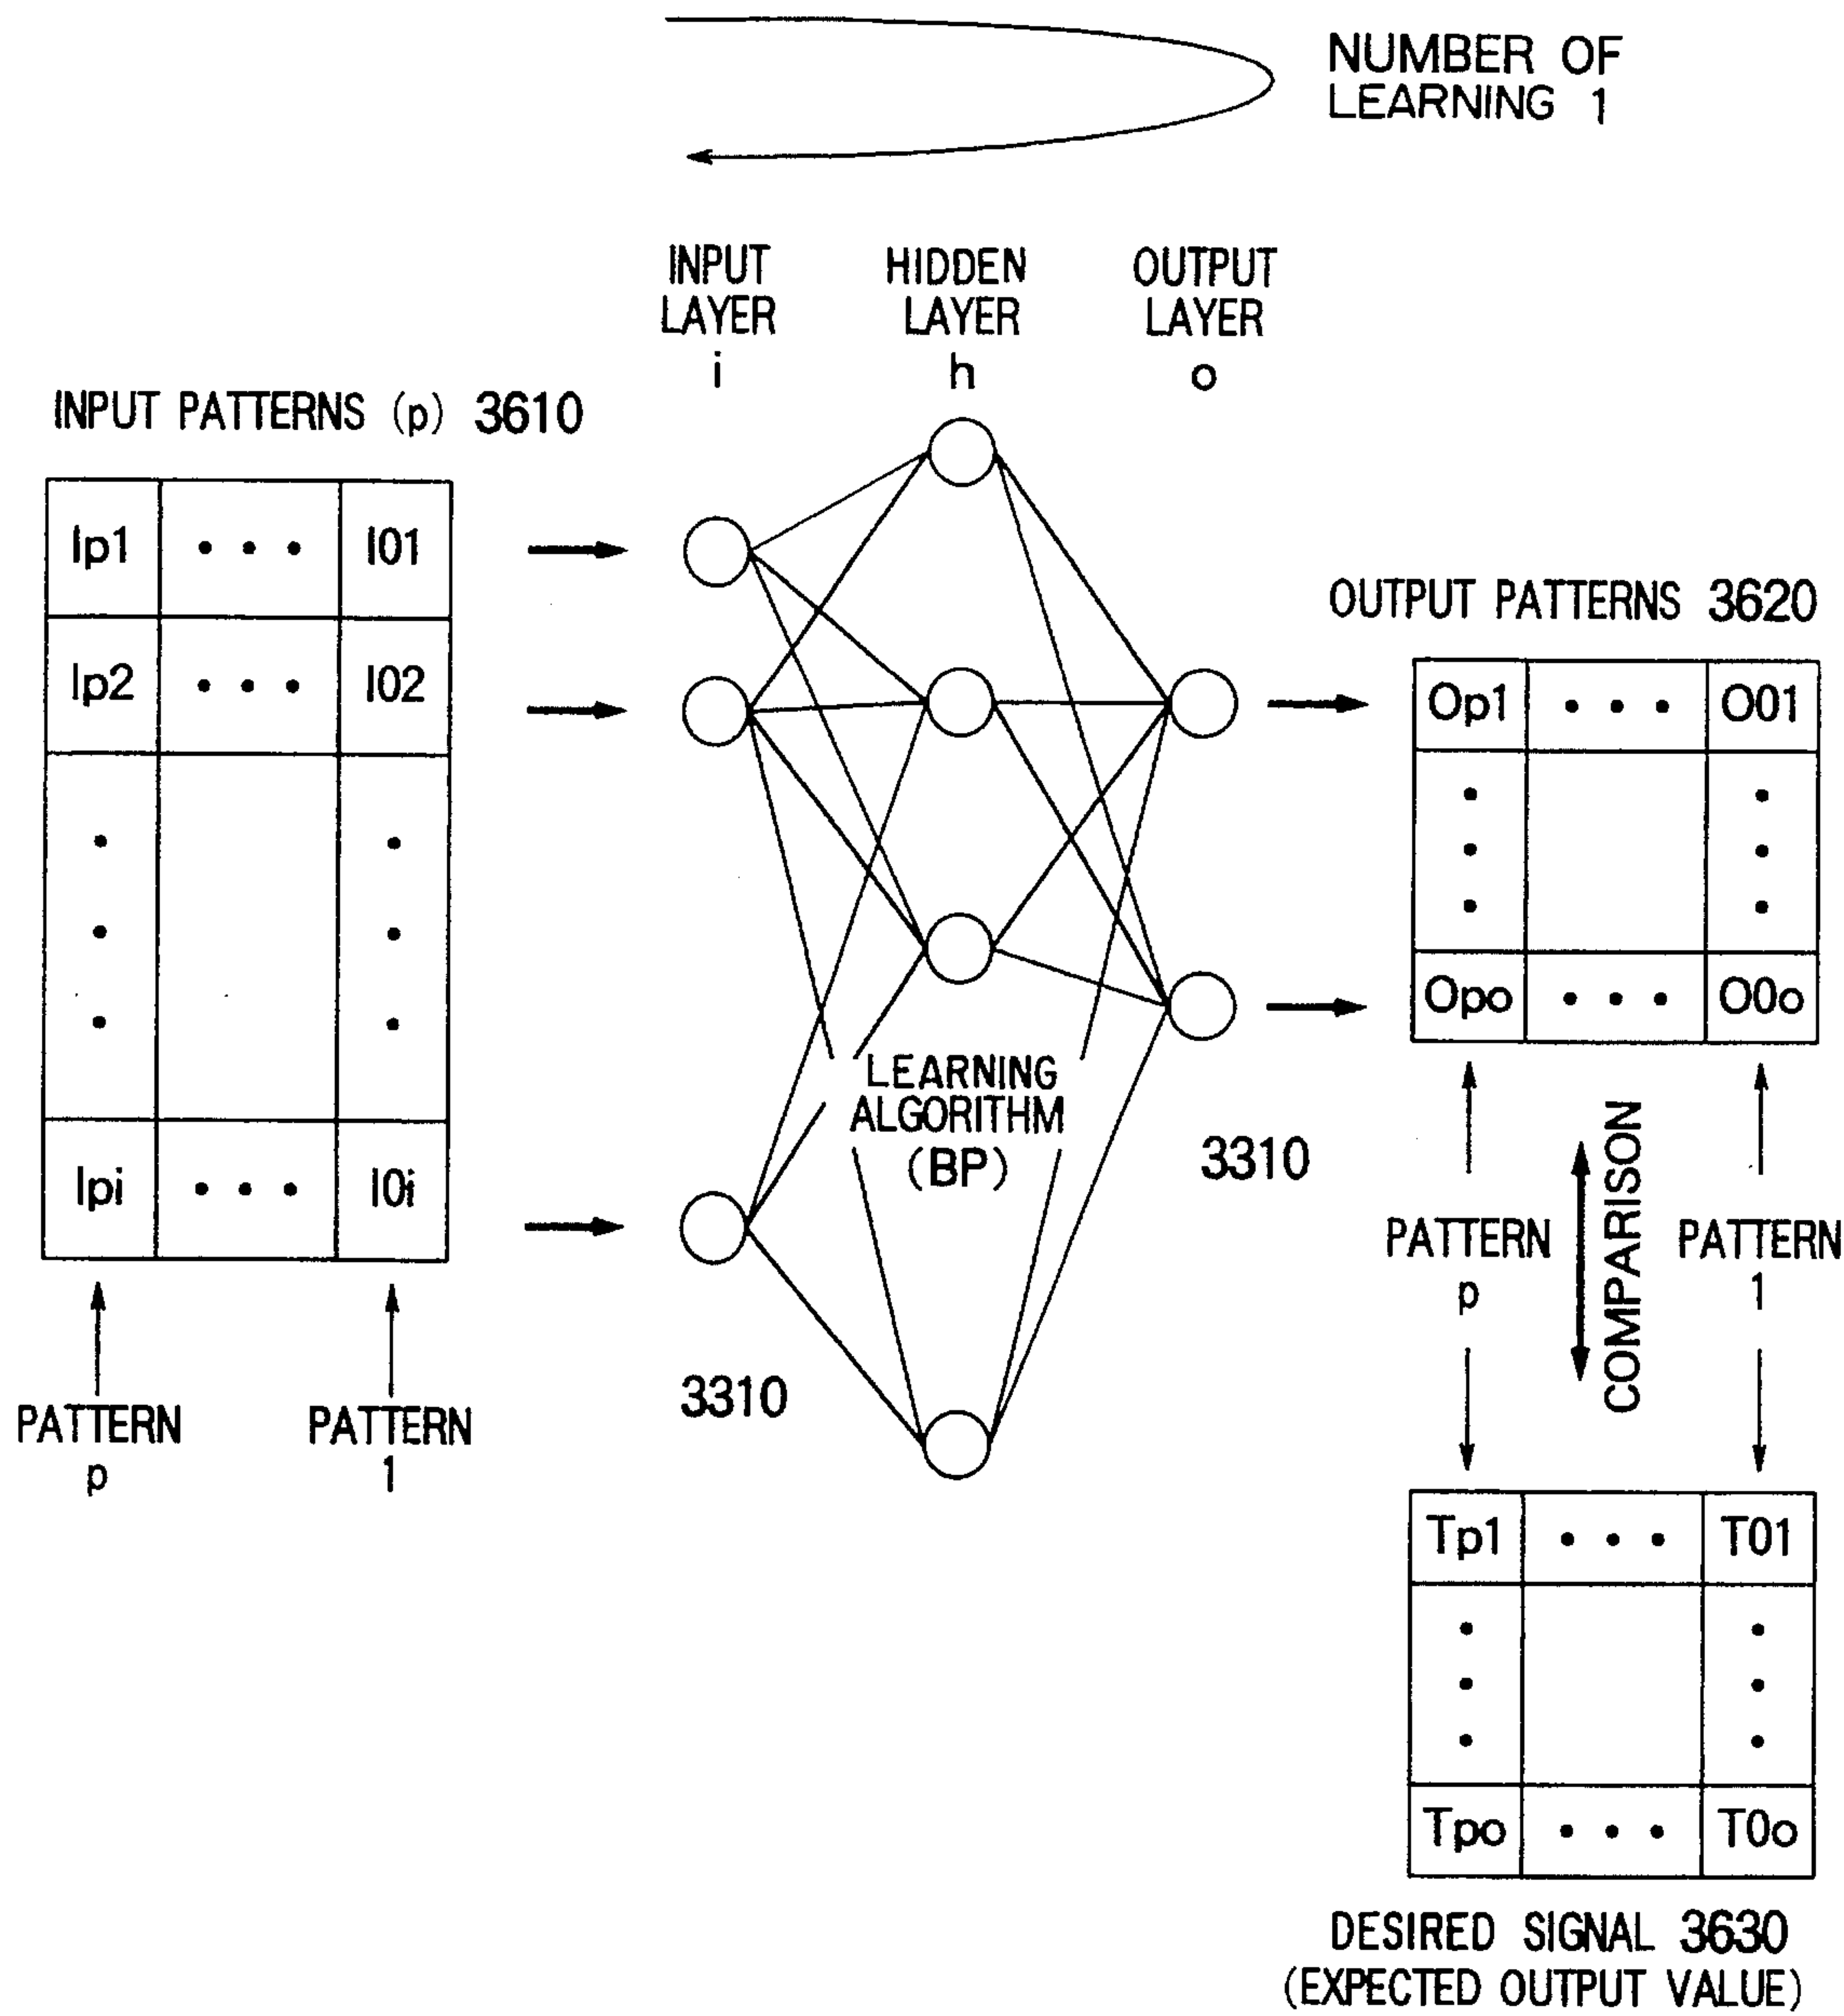 NUMBER OF
LEARNING 1
INPUT
LAYER
i
HIDDEN
LAYER
h
OUTPUT
LAYER
o
INPUT PATTERNS (p) 3610
Ip1 • • • I01
Ip2 • • • I02
Ipi • • • I0i
PATTERN
p
PATTERN
1
LEARNING
ALGORITHM
(BP)
3310
3310
OUTPUT PATTERNS 3620
Op1 • • • O01
Opo • • • O0o
PATTERN
p
COMPARISON
PATTERN
1
Tp1 • • • T01
Tpo • • • T0o
DESIRED SIGNAL 3630
(EXPECTED OUTPUT VALUE)